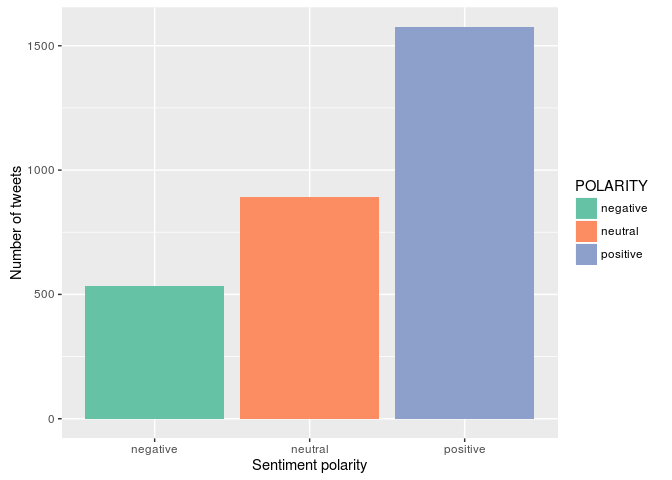 1500
1000
500
0
Number of tweets
negative neutral positive
Sentiment polarity
POLARITY
negative
neutral
positive